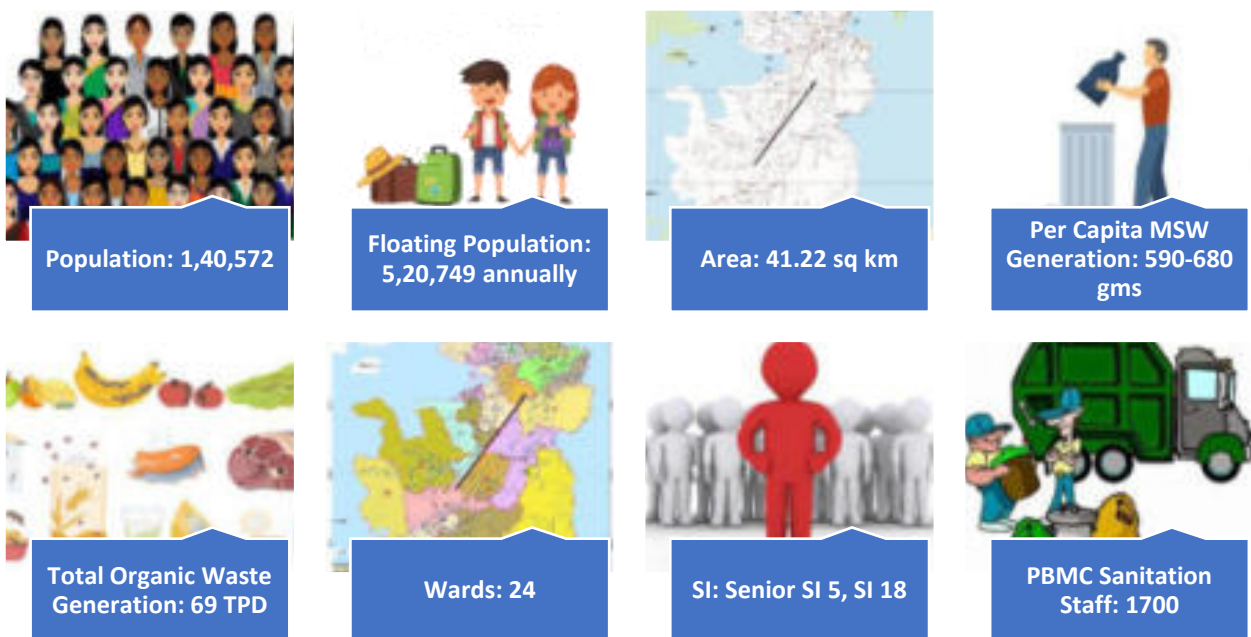 Population: 1,40,572
Floating Population:
5,20,749 annually
Area: 41.22 sq km
Per Capita MSW
Generation: 590-680
gms
Total Organic Waste
Generation: 69 TPD
Wards: 24
SI: Senior SI 5, SI 18
PBMC Sanitation
Staff: 1700